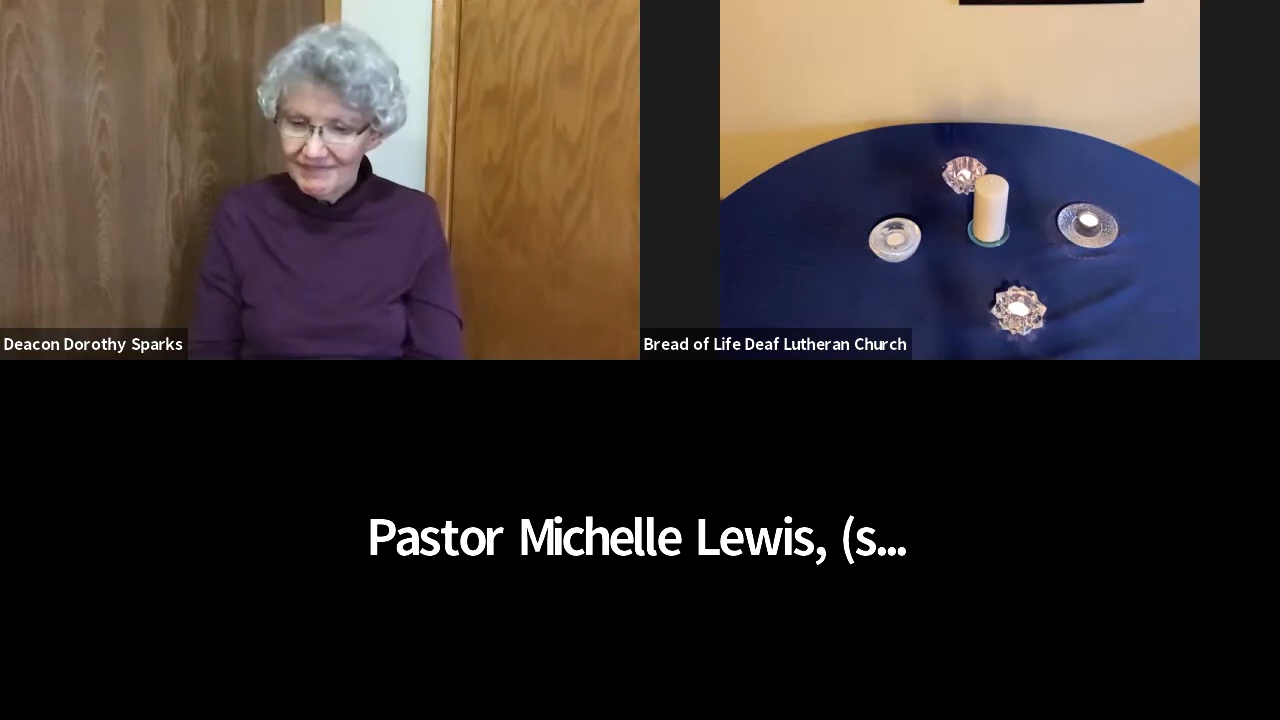 Deacon Dorothy Sparks
Bread of Life Deaf Lutheran Church
Pastor Michelle Lewis, (s...